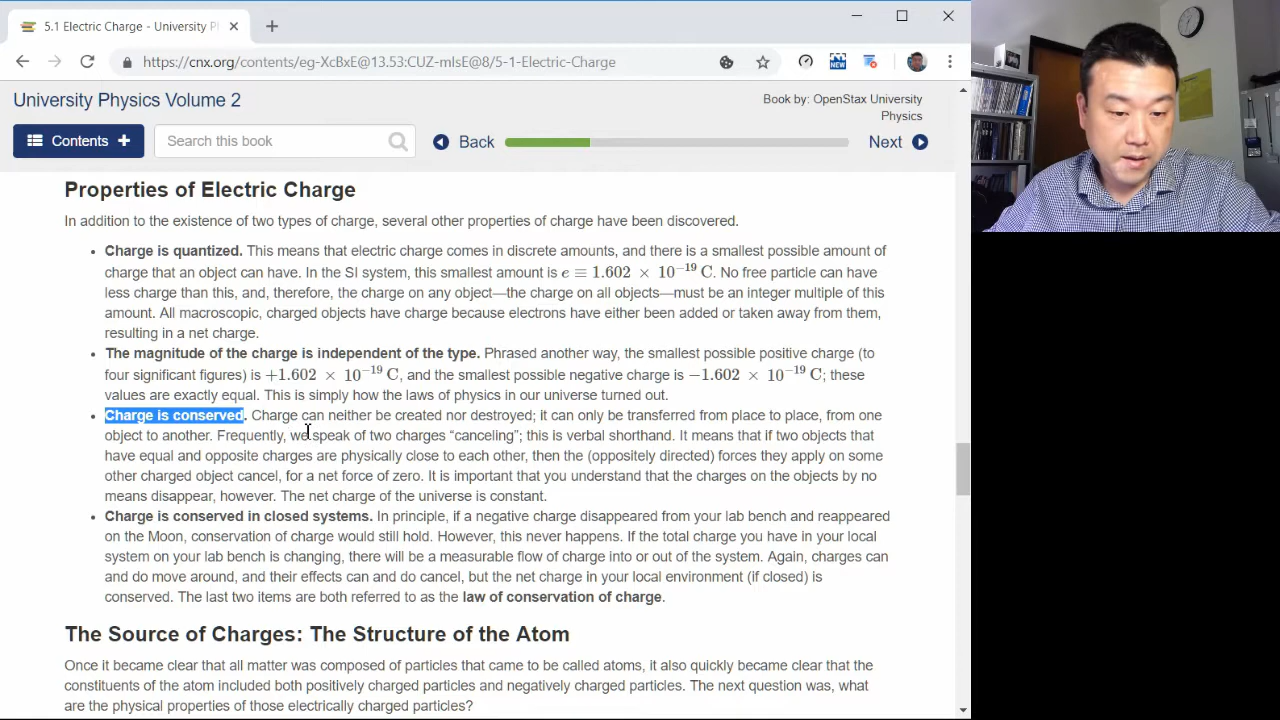 5.1 Electric Charge - University P
https://cnx.org/contents/eg-XcBxE@13.53:CUZ-mlsE@8/5-1-Electric-Charge
NEW
University Physics Volume 2
Book by: OpenStax University
Physics
Contents
Search this book
Back
Next
Properties of Electric Charge
In addition to the existence of two types of charge, several other properties of charge have been discovered.
• Charge is quantized. This means that electric charge comes in discrete amounts, and there is a smallest possible amount of
charge that an object can have. In the SI system, this smallest amount is e ≡ 1.602 × 10⁻¹⁹ C. No free particle can have
less charge than this, and, therefore, the charge on any object—the charge on all objects—must be an integer multiple of this
amount. All macroscopic, charged objects have charge because electrons have either been added or taken away from them,
resulting in a net charge.
• The magnitude of the charge is independent of the type. Phrased another way, the smallest possible positive charge (to
four significant figures) is +1.602 × 10⁻¹⁹ C, and the smallest possible negative charge is −1.602 × 10⁻¹⁹ C; these
values are exactly equal. This is simply how the laws of physics in our universe turned out.
• Charge is conserved. Charge can neither be created nor destroyed; it can only be transferred from place to place, from one
object to another. Frequently, we speak of two charges “canceling”; this is verbal shorthand. It means that if two objects that
have equal and opposite charges are physically close to each other, then the (oppositely directed) forces they apply on some
other charged object cancel, for a net force of zero. It is important that you understand that the charges on the objects by no
means disappear, however. The net charge of the universe is constant.
• Charge is conserved in closed systems. In principle, if a negative charge disappeared from your lab bench and reappeared
on the Moon, conservation of charge would still hold. However, this never happens. If the total charge you have in your local
system on your lab bench is changing, there will be a measurable flow of charge into or out of the system. Again, charges can
and do move around, and their effects can and do cancel, but the net charge in your local environment (if closed) is
conserved. The last two items are both referred to as the law of conservation of charge.
The Source of Charges: The Structure of the Atom
Once it became clear that all matter was composed of particles that came to be called atoms, it also quickly became clear that the
constituents of the atom included both positively charged particles and negatively charged particles. The next question was, what
are the physical properties of those electrically charged particles?